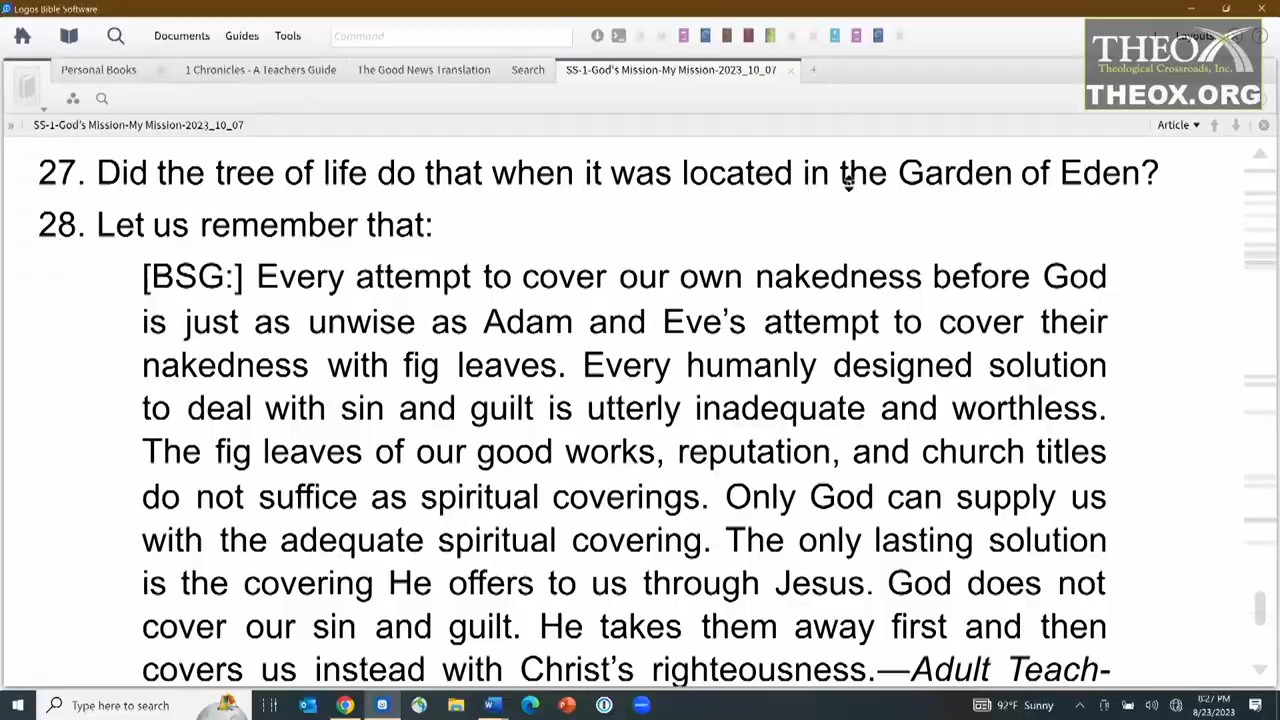 Logos Bible Software
Documents Guides Tools Command
THEOX
Theological Crossroads, Inc.
THEOX.ORG
Personal Books 1 Chronicles - A Teachers Guide The Good News Search SS-1-God's Mission-My Mission-2023_10_07
SS-1-God's Mission-My Mission-2023_10_07 Article
27. Did the tree of life do that when it was located in the Garden of Eden?
28. Let us remember that:
[BSG:] Every attempt to cover our own nakedness before God
is just as unwise as Adam and Eve’s attempt to cover their
nakedness with fig leaves. Every humanly designed solution
to deal with sin and guilt is utterly inadequate and worthless.
The fig leaves of our good works, reputation, and church titles
do not suffice as spiritual coverings. Only God can supply us
with the adequate spiritual covering. The only lasting solution
is the covering He offers to us through Jesus. God does not
cover our sin and guilt. He takes them away first and then
covers us instead with Christ’s righteousness.—Adult Teach-
Type here to search 92°F Sunny 8:27 PM
8/23/2023